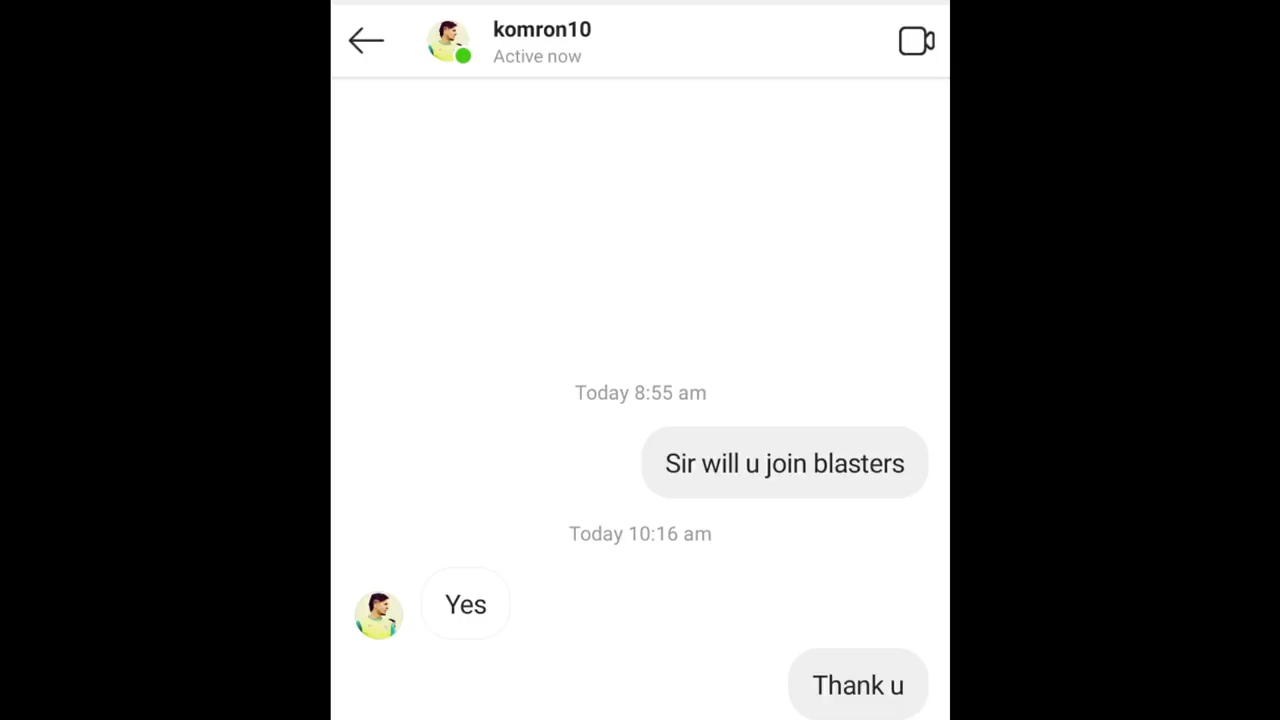 komron10
Active now
Today 8:55 am
Sir will u join blasters
Today 10:16 am
Yes
Thank u